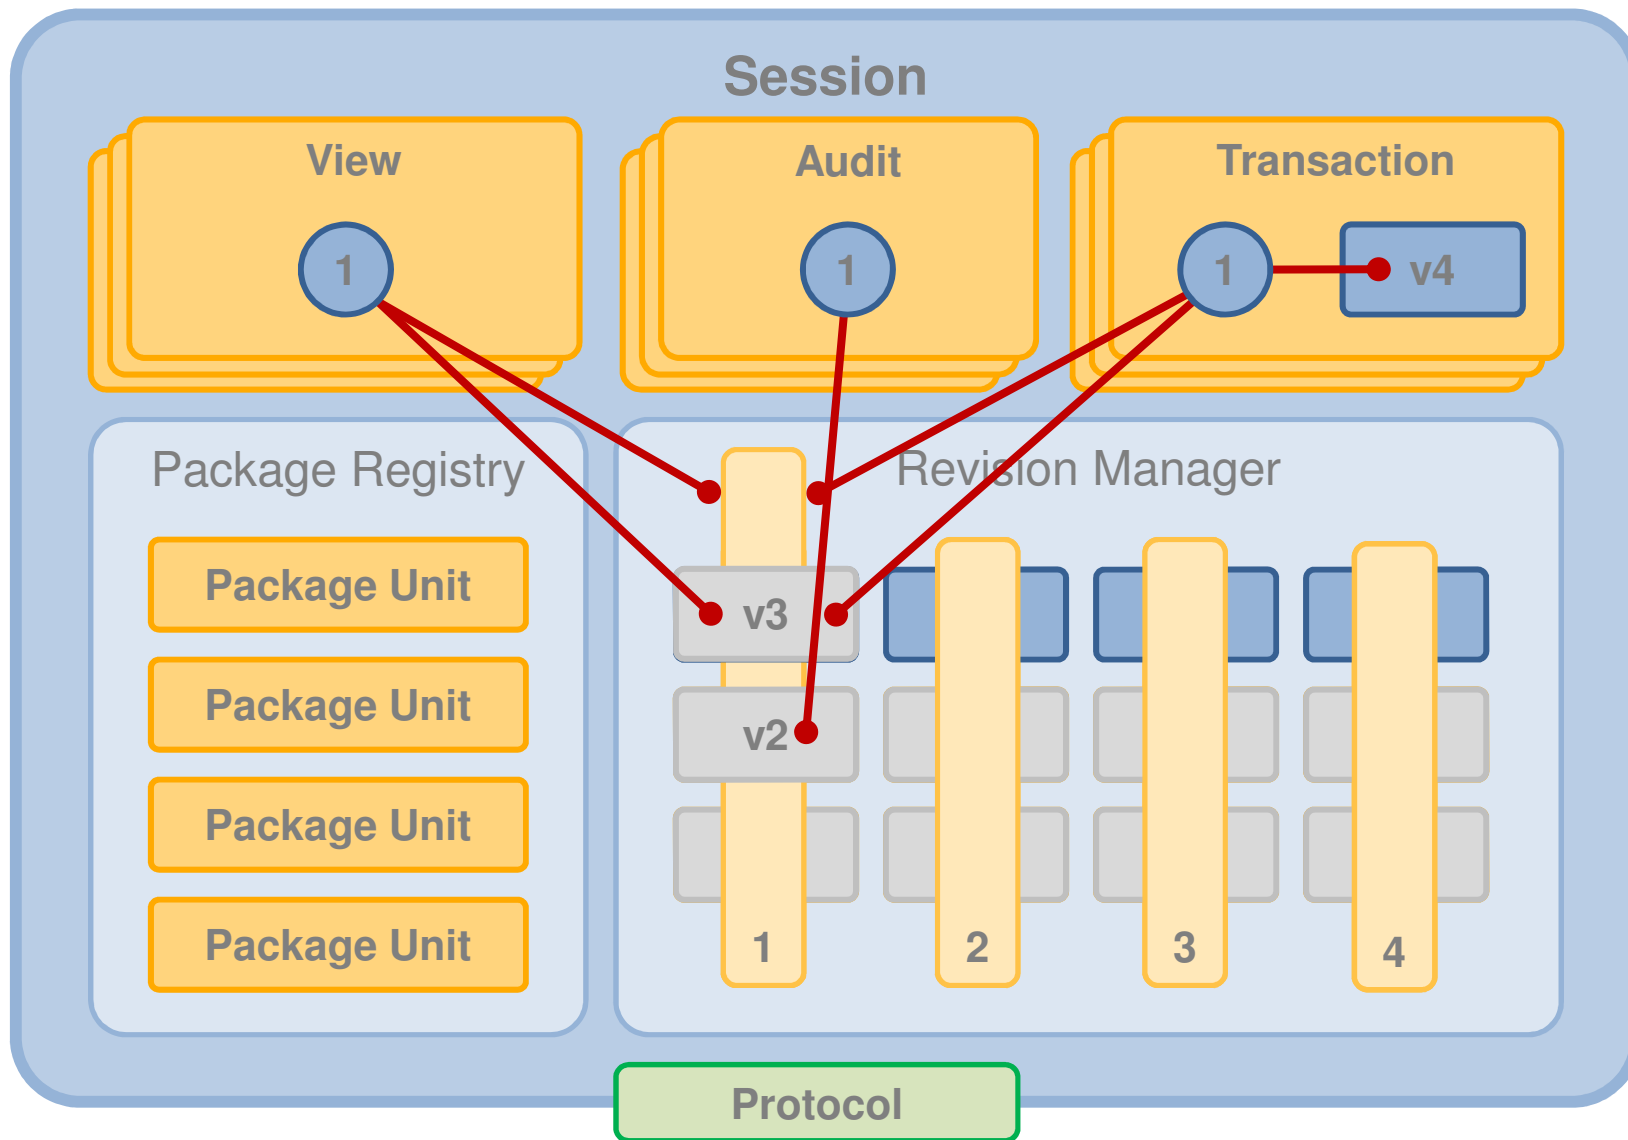 Session
View
Audit
Transaction
1
1
1
v4
Package Registry
Package Unit
Package Unit
Package Unit
Package Unit
Revision Manager
v3
v2
1
2
3
4
Protocol